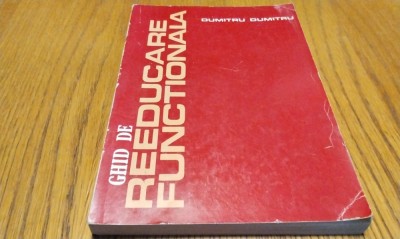 DUMITRU DUMITRU
GHID DE
REEDUCARE
FUNCTIONALA